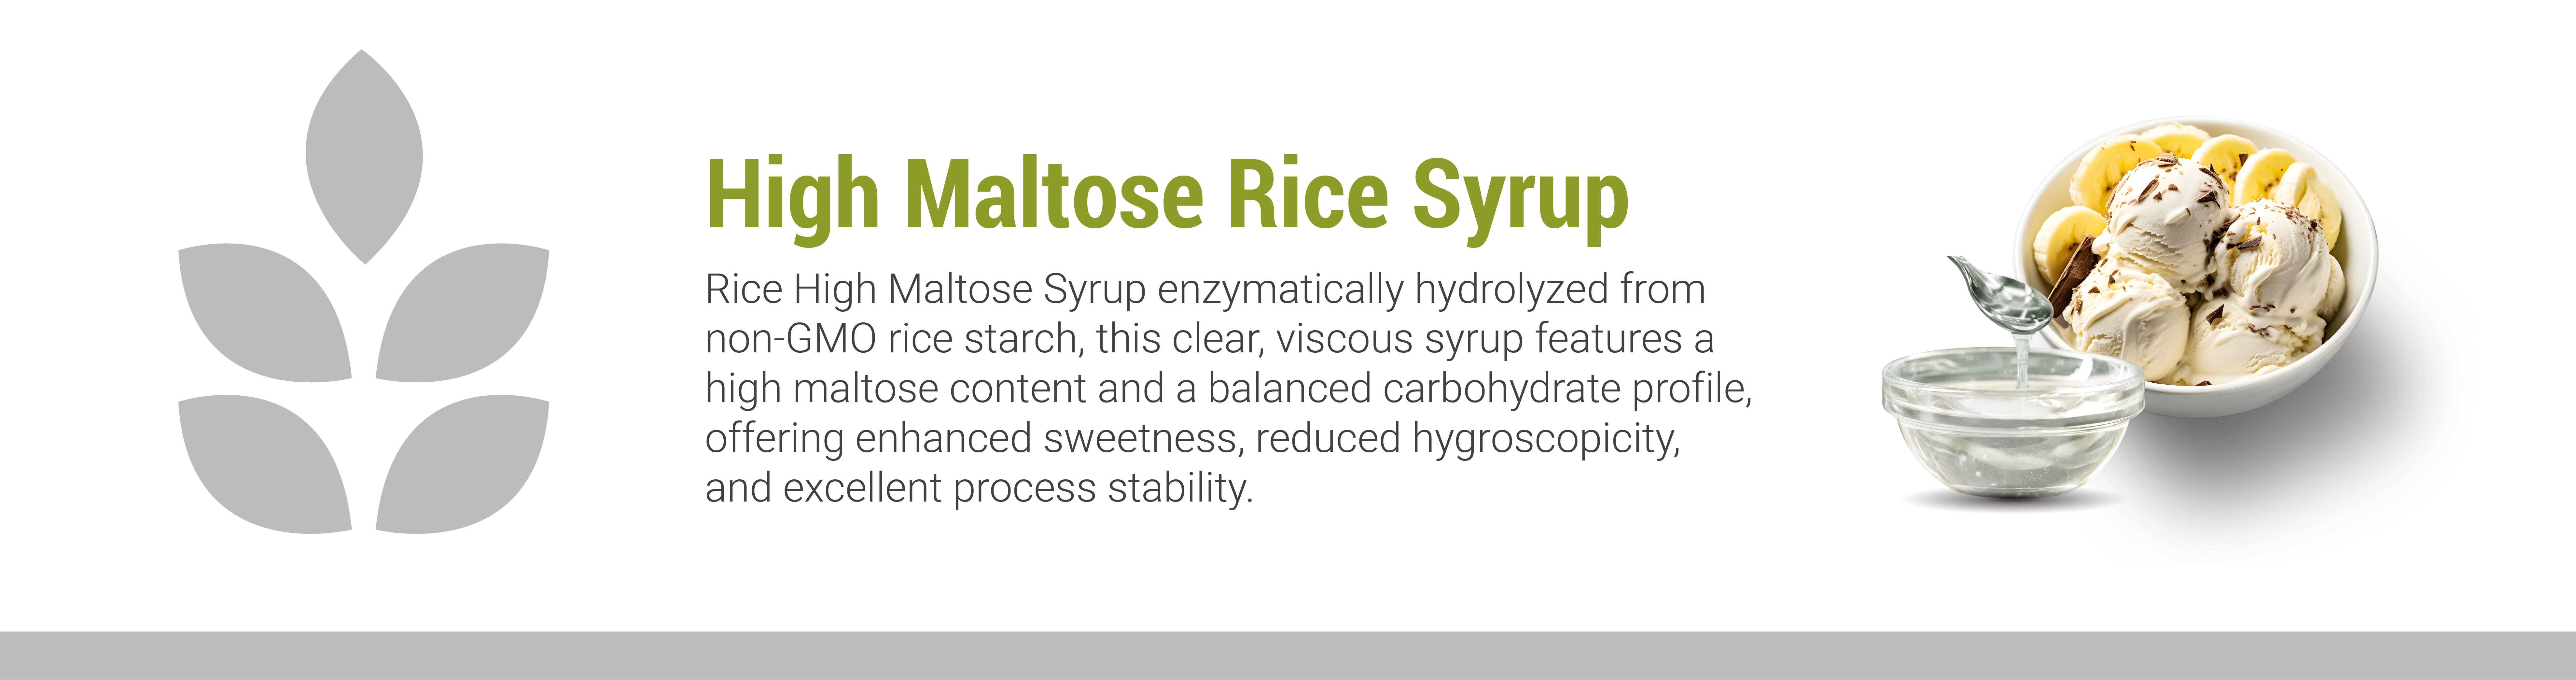 High Maltose Rice Syrup
Rice High Maltose Syrup enzymatically hydrolyzed from
non-GMO rice starch, this clear, viscous syrup features a
high maltose content and a balanced carbohydrate profile,
offering enhanced sweetness, reduced hygroscopicity,
and excellent process stability.